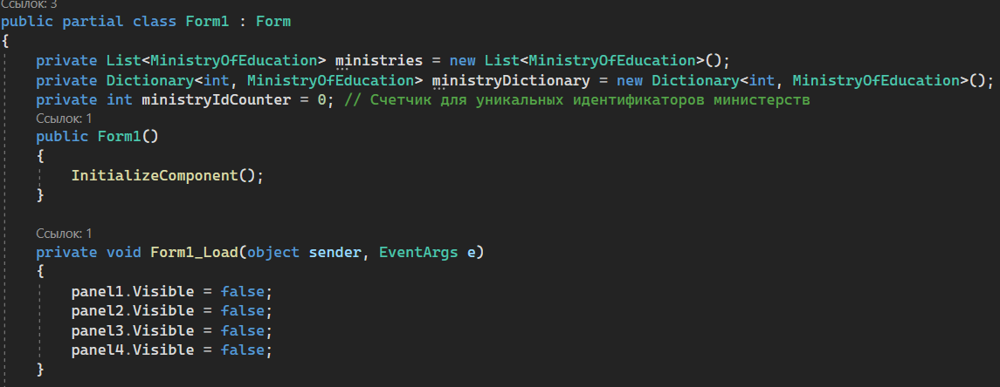 Ссылок: 3
public partial class Form1 : Form
{
private List<MinistryOfEducation> ministries = new List<MinistryOfEducation>();
private Dictionary<int, MinistryOfEducation> ministryDictionary = new Dictionary<int, MinistryOfEducation>();
private int ministryIdCounter = 0; // Счетчик для уникальных идентификаторов министерств
Ссылок: 1
public Form1()
{
InitializeComponent();
}
Ссылок: 1
private void Form1_Load(object sender, EventArgs e)
{
panel1.Visible = false;
panel2.Visible = false;
panel3.Visible = false;
panel4.Visible = false;
}